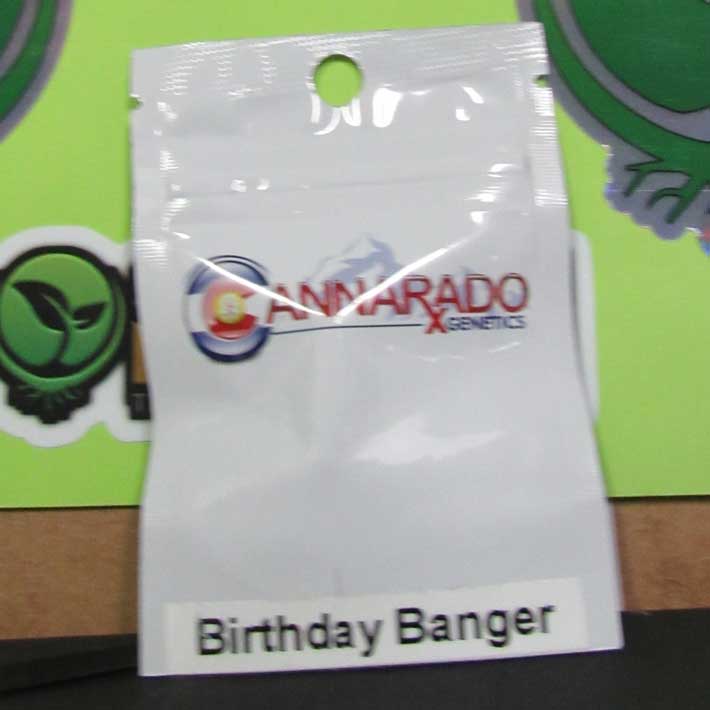 CANNARADO
X GENETICS
Birthday Banger